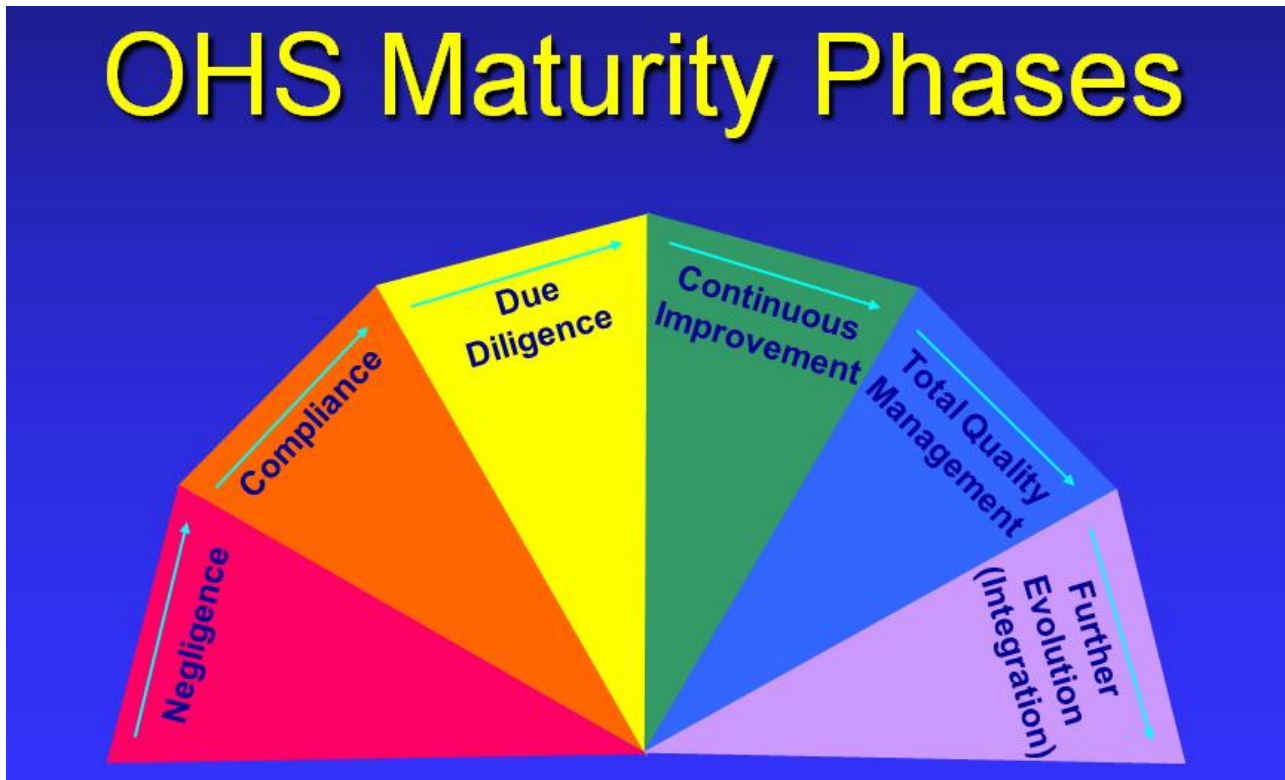 OHS Maturity Phases
Negligence
Compliance
Due
Diligence
Continuous
Improvement
Total Quality
Management
Further
Evolution
(Integration)